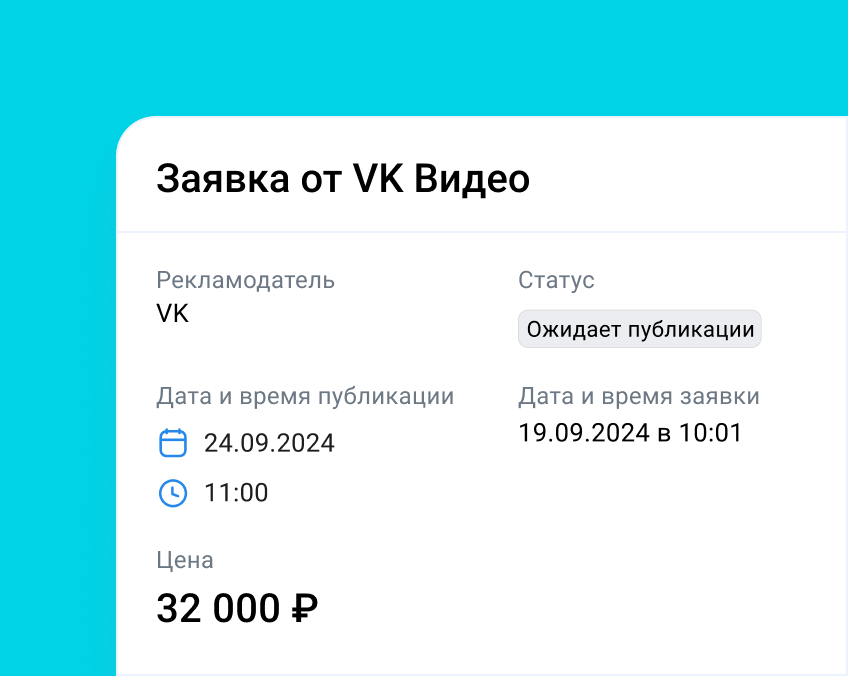 Заявка от VK Видео
Рекламодатель
VK
Статус
Ожидает публикации
Дата и время публикации
24.09.2024
11:00
Дата и время заявки
19.09.2024 в 10:01
Цена
32 000 ₽